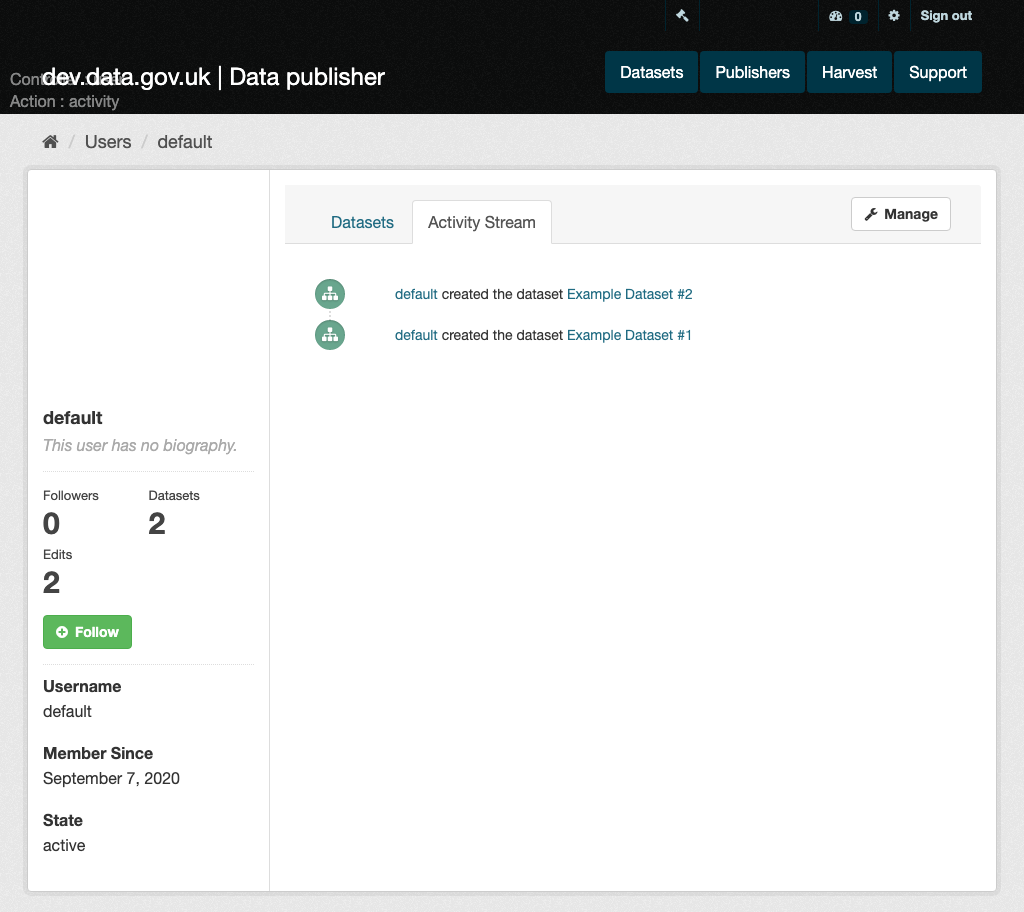 0
Sign out
dev.data.gov.uk | Data publisher
Action : activity
Datasets
Publishers
Harvest
Support
/ Users / default
Datasets
Activity Stream
Manage
default created the dataset Example Dataset #2
default created the dataset Example Dataset #1
default
This user has no biography.
Followers Datasets
0 2
Edits
2
Follow
Username
default
Member Since
September 7, 2020
State
active